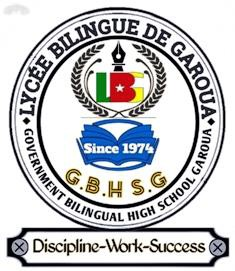 • LYCÉE BILINGUE DE GAROUA •
LBG
Since 1974
G.B.H.S.G
GOVERNMENT BILINGUAL HIGH SCHOOL GAROUA
Discipline-Work-Success